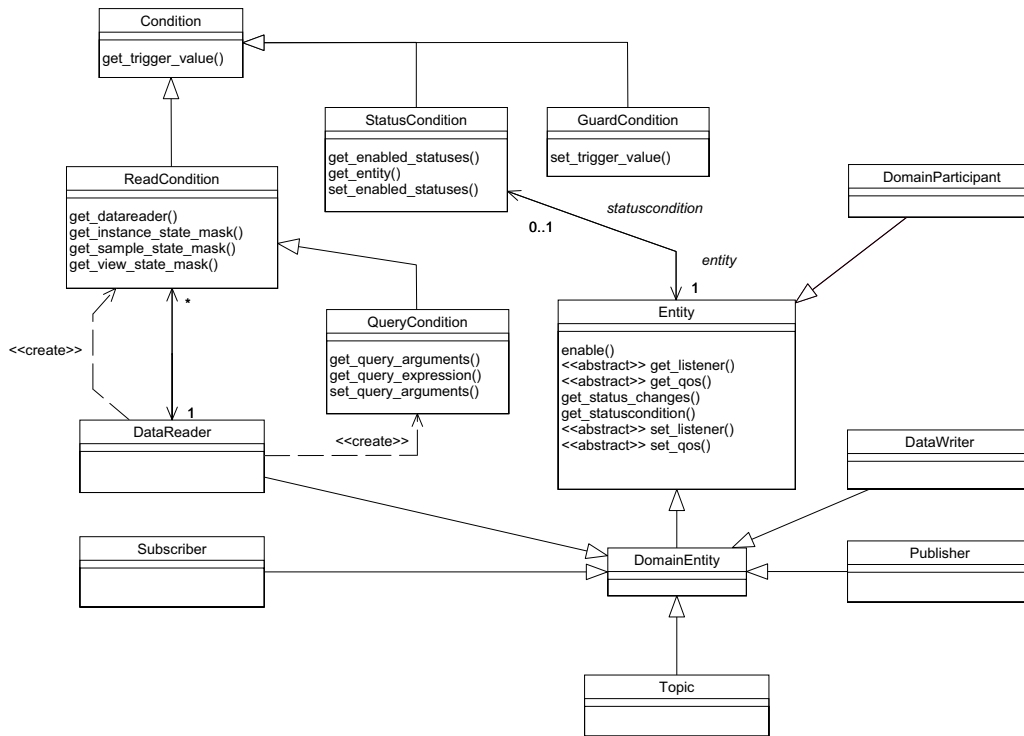 Condition
get_trigger_value()
StatusCondition
get_enabled_statuses()
get_entity()
set_enabled_statuses()
GuardCondition
set_trigger_value()
ReadCondition
get_datareader()
get_instance_state_mask()
get_sample_state_mask()
get_view_state_mask()
DomainParticipant
statuscondition
0..1
entity
1
*
<<create>>
QueryCondition
get_query_arguments()
get_query_expression()
set_query_arguments()
Entity
enable()
<<abstract>> get_listener()
<<abstract>> get_qos()
get_status_changes()
get_statuscondition()
<<abstract>> set_listener()
<<abstract>> set_qos()
1
DataReader
<<create>>
DataWriter
Subscriber
DomainEntity
Publisher
Topic